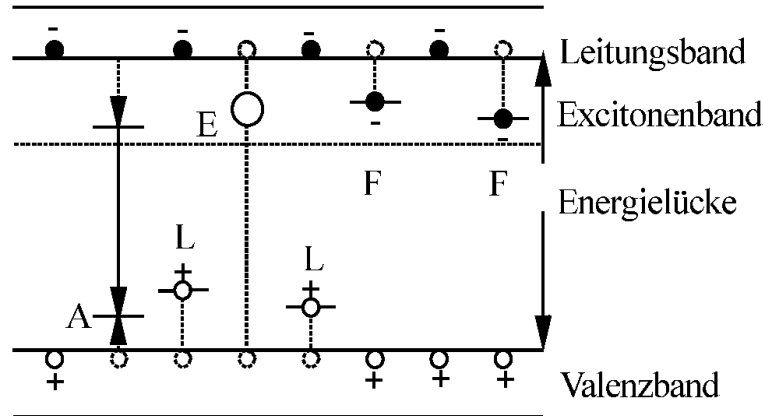 - - - -
Leitungsband
Excitonenband
E
- -
F F
Energielücke
L L
+ +
A
+ + + +
Valenzband